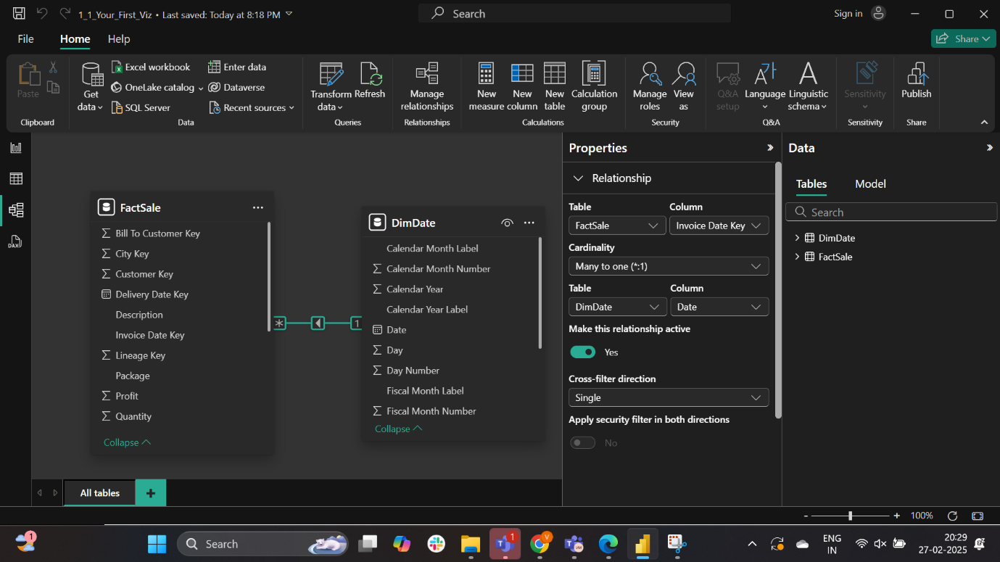 1_1_Your_First_Viz • Last saved: Today at 8:18 PM
Search
Sign in
File
Home
Help
Share
Paste
Clipboard
Get data
Excel workbook
OneLake catalog
SQL Server
Enter data
Dataverse
Recent sources
Data
Transform data
Refresh
Queries
Manage relationships
Relationships
New measure
New column
New table
Calculation group
Calculations
Manage roles
View as
Security
Q&A setup
Language
Linguistic schema
Q&A
Sensitivity
Sensitivity
Publish
Share
DAX
FactSale
Bill To Customer Key
City Key
Customer Key
Delivery Date Key
Description
Invoice Date Key
Lineage Key
Package
Profit
Quantity
Collapse
* 1
DimDate
Calendar Month Label
Calendar Month Number
Calendar Year
Calendar Year Label
Date
Day
Day Number
Fiscal Month Label
Fiscal Month Number
Collapse
Properties
Relationship
Table Column
FactSale Invoice Date Key
Cardinality
Many to one (*:1)
Table Column
DimDate Date
Make this relationship active
Yes
Cross-filter direction
Single
Apply security filter in both directions
No
Data
Tables Model
Search
DimDate
FactSale
All tables
+
- + 100%
1
Search
1
V
ENG
IN
20:29
27-02-2025